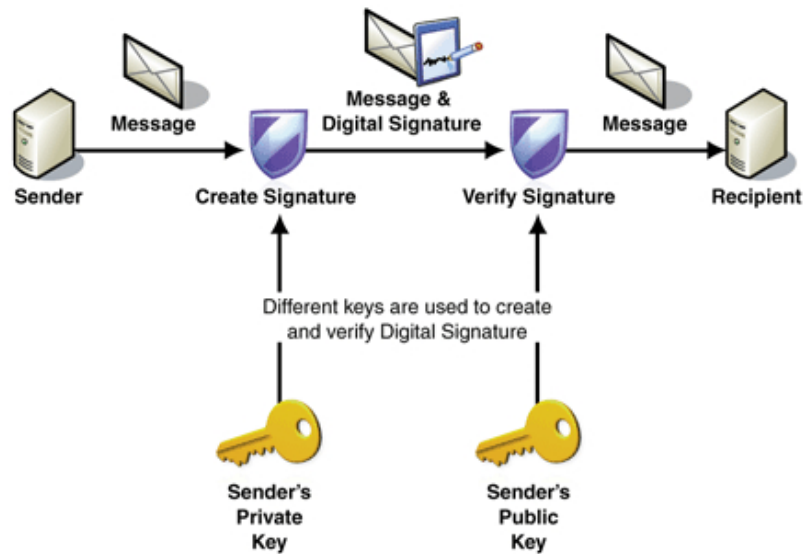 Message
Message &
Digital Signature
Message
Sender
Create Signature
Verify Signature
Recipient
Different keys are used to create
and verify Digital Signature
Sender's
Private
Key
Sender's
Public
Key